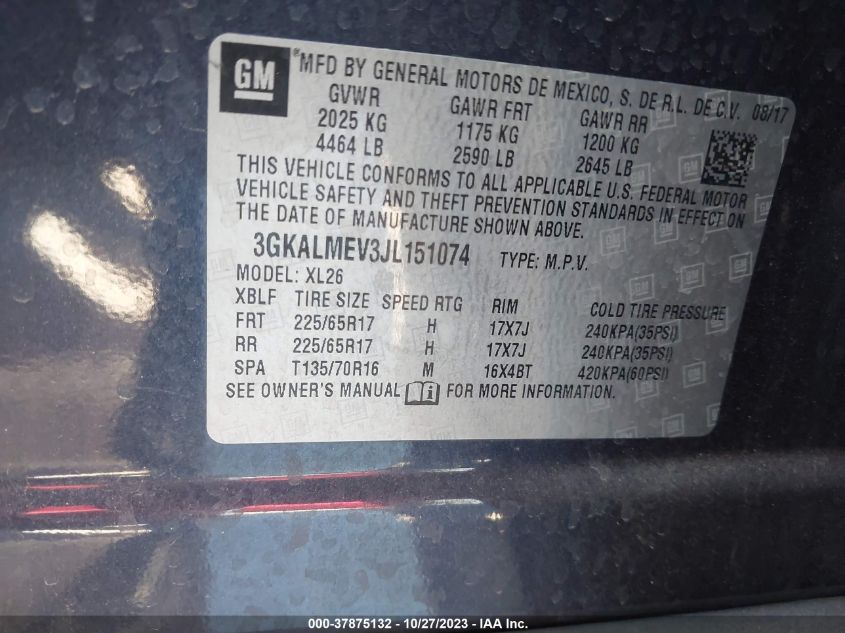 GM
®MFD BY GENERAL MOTORS DE MEXICO, S. DE R.L. DE C.V. 08/17
GVWR GAWR FRT GAWR RR
2025 KG 1175 KG 1200 KG
4464 LB 2590 LB 2645 LB
THIS VEHICLE CONFORMS TO ALL APPLICABLE U.S. FEDERAL MOTOR
VEHICLE SAFETY AND THEFT PREVENTION STANDARDS IN EFFECT ON
THE DATE OF MANUFACTURE SHOWN ABOVE.
3GKALMEV3JL151074 TYPE: M.P.V.
MODEL: XL26
XBLF TIRE SIZE SPEED RTG RIM COLD TIRE PRESSURE
FRT 225/65R17 H 17X7J 240KPA(35PSI)
RR 225/65R17 H 17X7J 240KPA(35PSI)
SPA T135/70R16 M 16X4BT 420KPA(60PSI)
SEE OWNER'S MANUAL i FOR MORE INFORMATION.
000-37875132 - 10/27/2023 - IAA Inc.